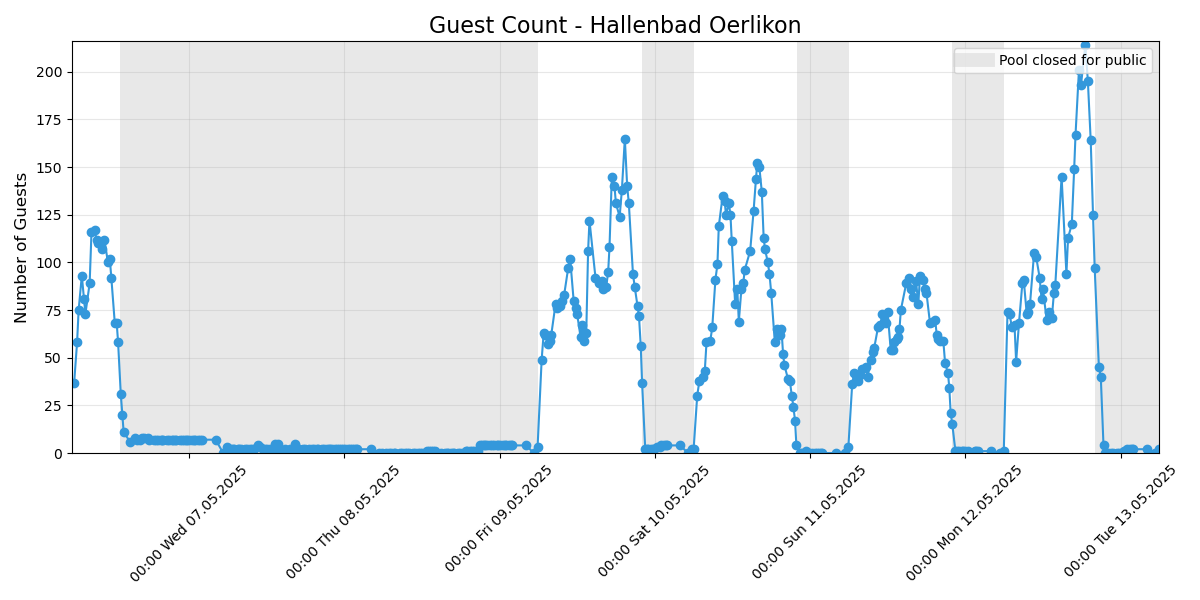 Guest Count - Hallenbad Oerlikon
Pool closed for public
Number of Guests
200
175
150
125
100
75
50
25
0
00:00 Wed 07.05.2025
00:00 Thu 08.05.2025
00:00 Fri 09.05.2025
00:00 Sat 10.05.2025
00:00 Sun 11.05.2025
00:00 Mon 12.05.2025
00:00 Tue 13.05.2025